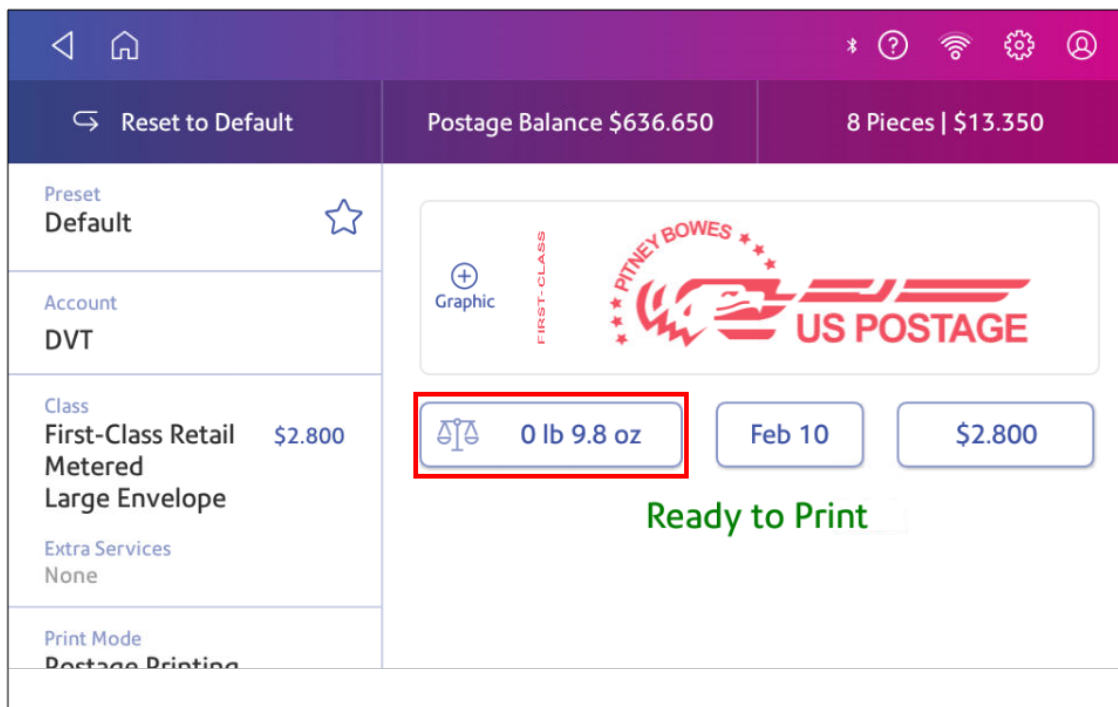 Reset to Default
Postage Balance $636.650
8 Pieces | $13.350
Preset
Default
Account
DVT
Class
First-Class Retail $2.800
Metered
Large Envelope
Extra Services
None
Print Mode
Postage Printing
Graphic
FIRST-CLASS
PITNEY BOWES
US POSTAGE
0 lb 9.8 oz
Feb 10
$2.800
Ready to Print